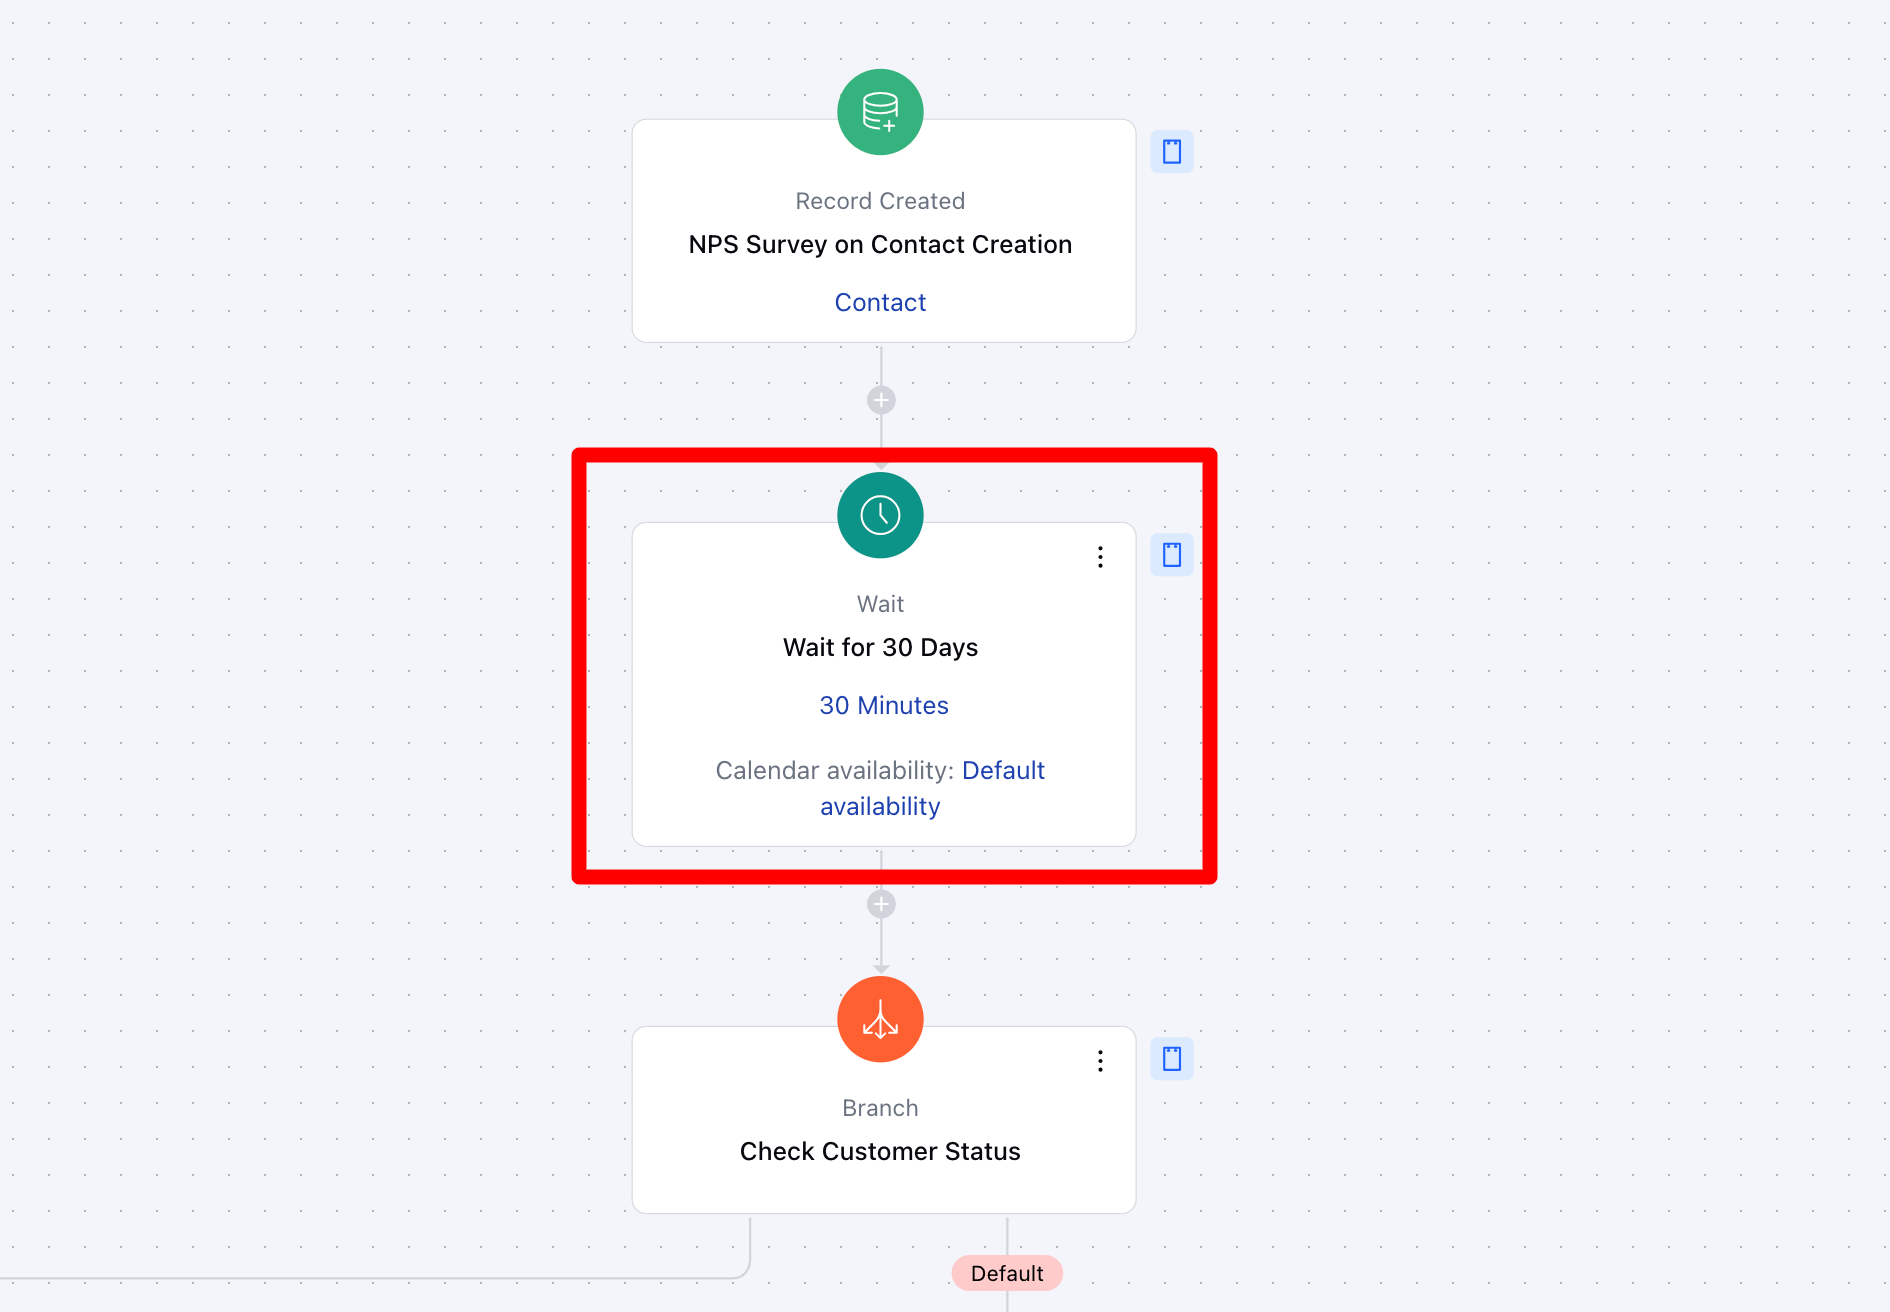 Record Created
NPS Survey on Contact Creation
Contact
Wait
Wait for 30 Days
30 Minutes
Calendar availability: Default
availability
Branch
Check Customer Status
Default